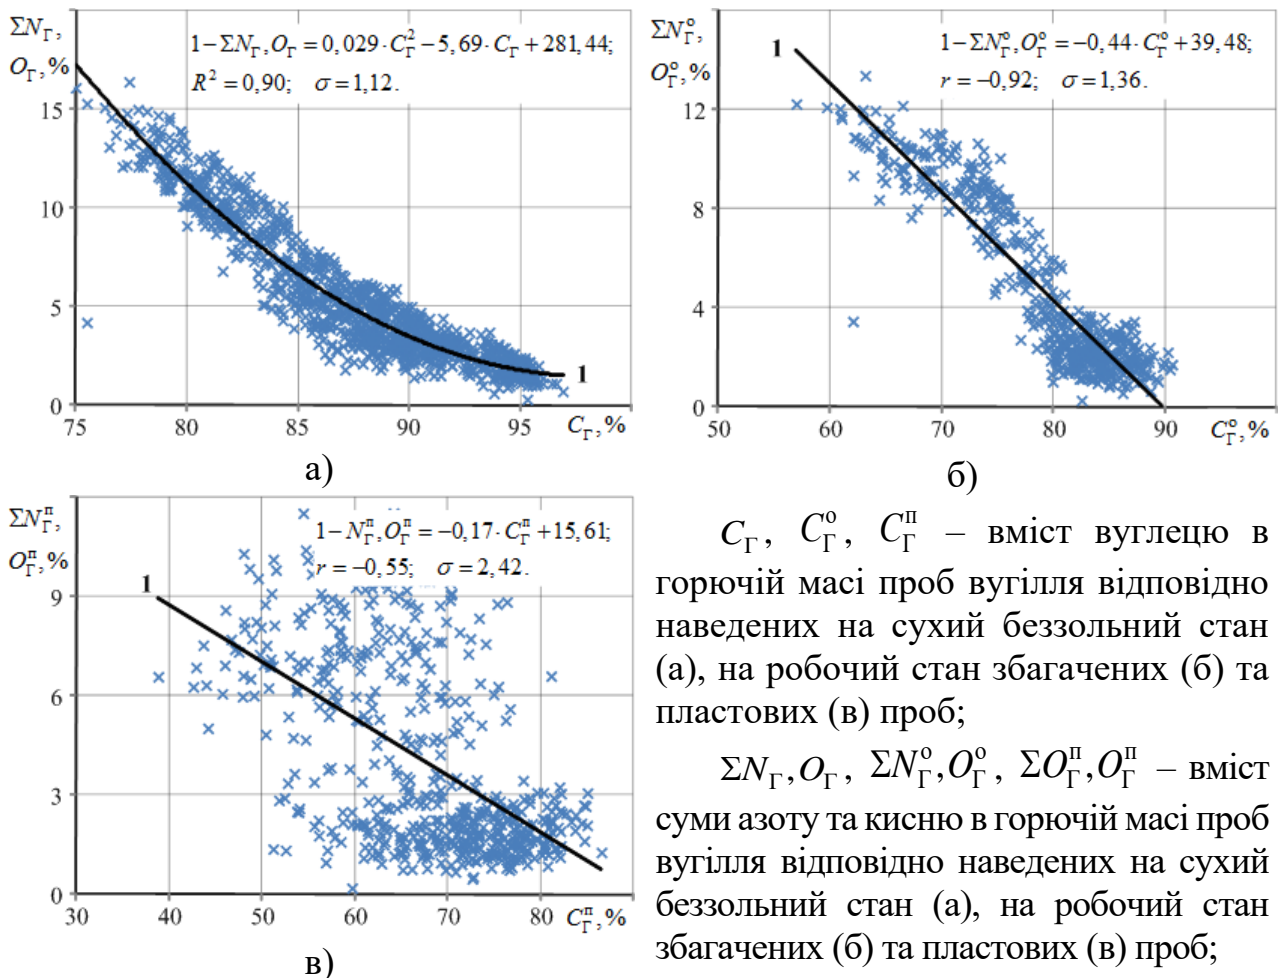 ΣN_Г,
O_Г,%
1−ΣN_Г,O_Г=0,029·C_Г^2−5,69·C_Г+281,44;
R^2=0,90; σ=1,12.
15
10
5
0
75 80 85 90 95 C_Г,%
1
а)
ΣN_Г^о,
O_Г^о,%
1
1−ΣN_Г^о,O_Г^о=−0,44·C_Г^о+39,48;
r=−0,92; σ=1,36.
12
8
4
0
50 60 70 80 90 C_Г^о,%
б)
ΣN_Г^п,
O_Г^п,%
1−N_Г^п,O_Г^п=−0,17·C_Г^п+15,61;
r=−0,55; σ=2,42.
1
9
6
3
0
30 40 50 60 70 80 C_Г^п,%
в)
C_Г, C_Г^о, C_Г^п – вміст вуглецю в
горючій масі проб вугілля відповідно
наведених на сухий беззольний стан
(а), на робочий стан збагачених (б) та
пластових (в) проб;
ΣN_Г,O_Г, ΣN_Г^о,O_Г^о, ΣO_Г^п,O_Г^п – вміст
суми азоту та кисню в горючій масі проб
вугілля відповідно наведених на сухий
беззольний стан (а), на робочий стан
збагачених (б) та пластових (в) проб;